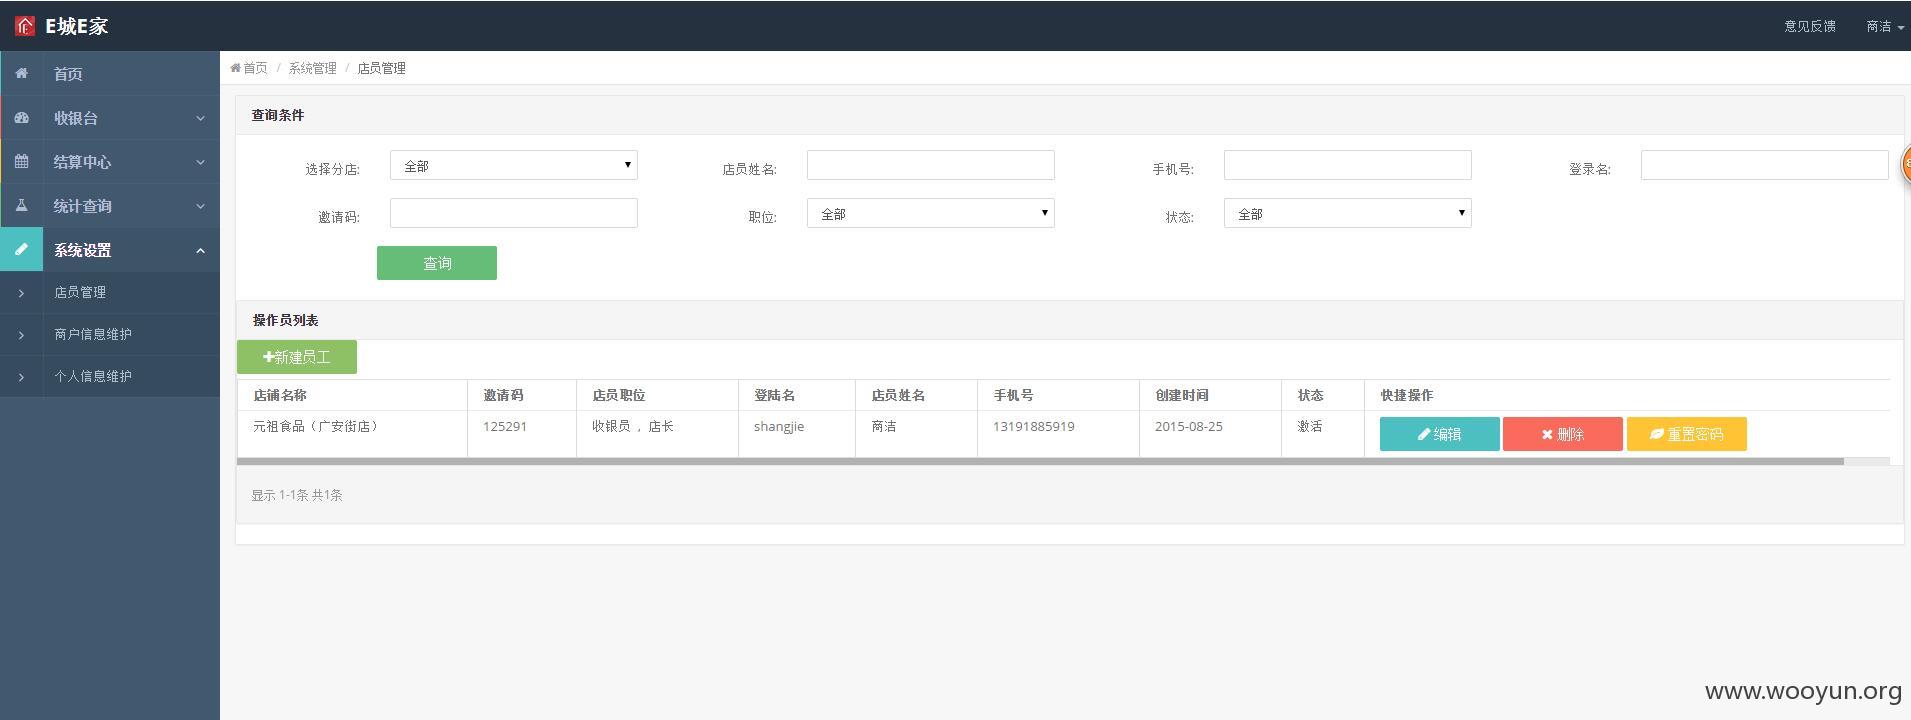 E城E家
意见反馈 商洁
首页
收银台
结算中心
统计查询
系统设置
店员管理
商户信息维护
个人信息维护
首页 / 系统管理 / 店员管理
查询条件
选择分店: 全部 店员姓名: 手机号: 登录名:
邀请码: 职位: 全部 状态: 全部
查询
操作员列表
新建员工
店铺名称 邀请码 店员职位 登陆名 店员姓名 手机号 创建时间 状态 快捷操作
元祖食品（广安街店） 125291 收银员 ， 店长 shangjie 商洁 13191885919 2015-08-25 激活 编辑 删除 重置密码
显示 1-1条 共1条
www.wooyun.org